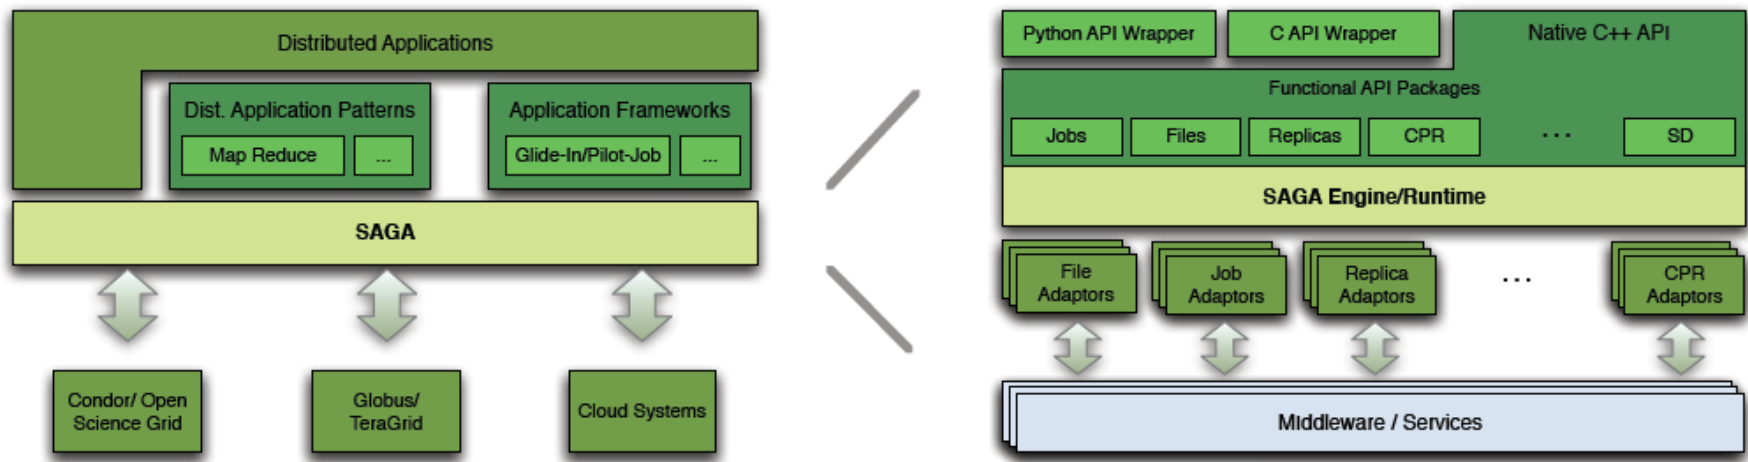 Distributed Applications
Dist. Application Patterns
Map Reduce
...
Application Frameworks
Glide-In/Pilot-Job
...
SAGA
Condor/ Open
Science Grid
Globus/
TeraGrid
Cloud Systems
Python API Wrapper
C API Wrapper
Native C++ API
Functional API Packages
Jobs
Files
Replicas
CPR
...
SD
SAGA Engine/Runtime
File
Adaptors
Job
Adaptors
Replica
Adaptors
...
CPR
Adaptors
Middleware / Services